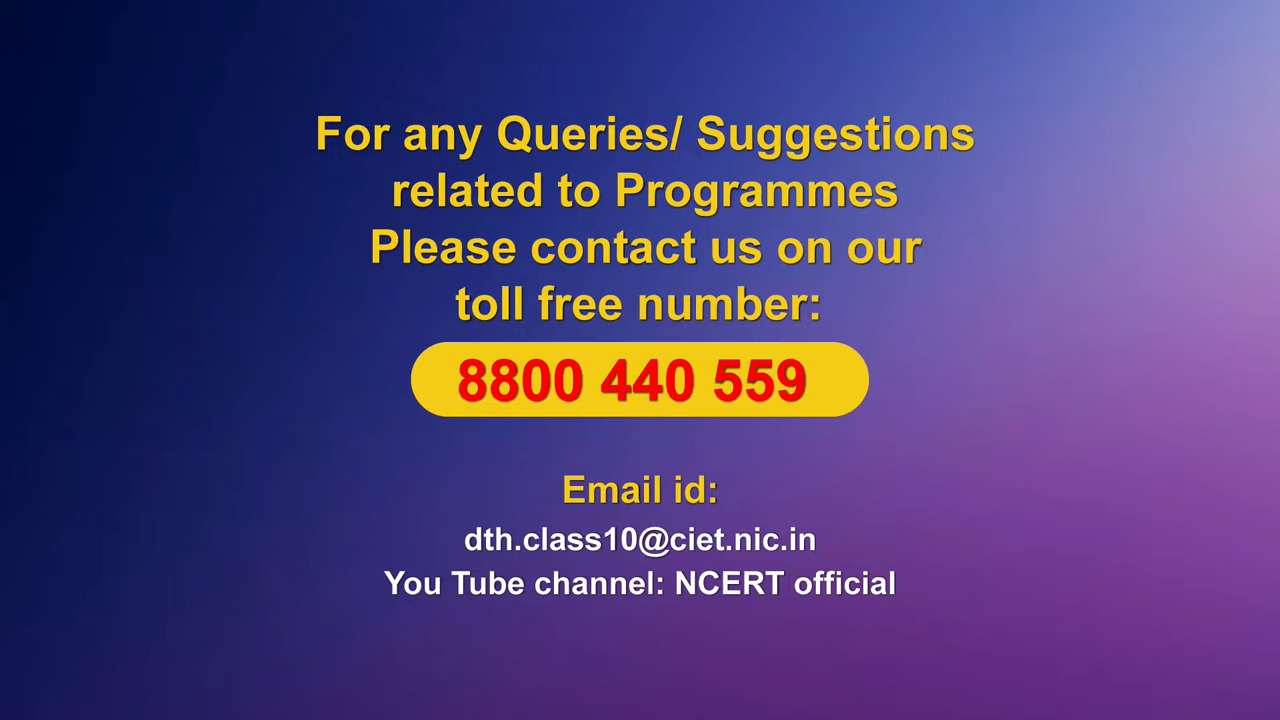 For any Queries/ Suggestions
related to Programmes
Please contact us on our
toll free number:
8800 440 559
Email id:
dth.class10@ciet.nic.in
You Tube channel: NCERT official